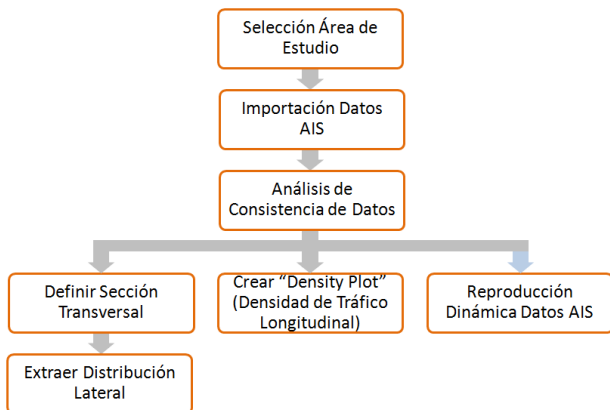 Selección Área de
Estudio
Importación Datos
AIS
Análisis de
Consistencia de Datos
Definir Sección
Transversal
Crear “Density Plot”
(Densidad de Tráfico
Longitudinal)
Reproducción
Dinámica Datos AIS
Extraer Distribución
Lateral